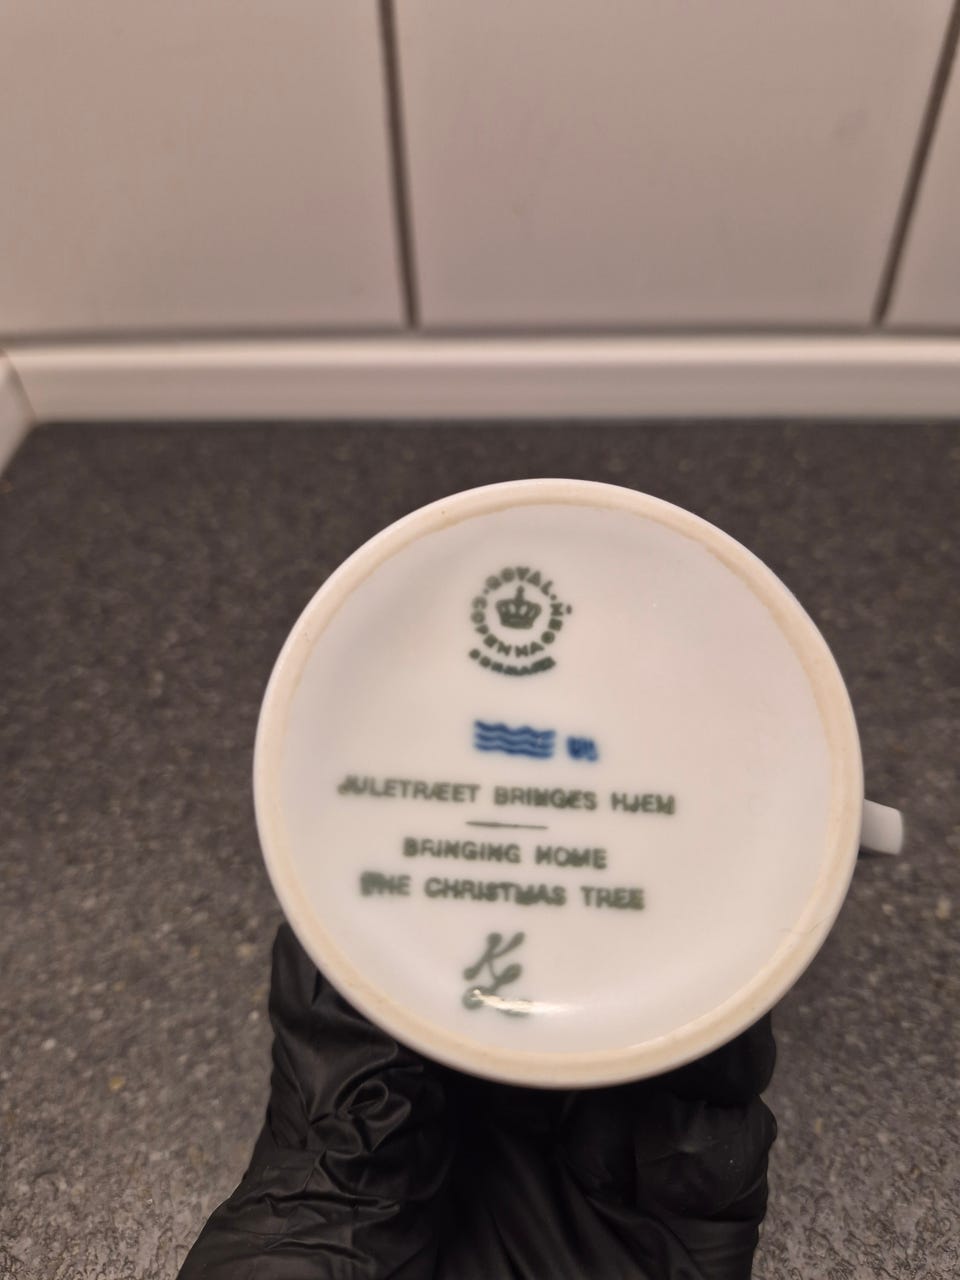 ROYAL COPENHAGEN
DENMARK
JULETRÆET BRINGES HJEM
BRINGING HOME
THE CHRISTMAS TREE